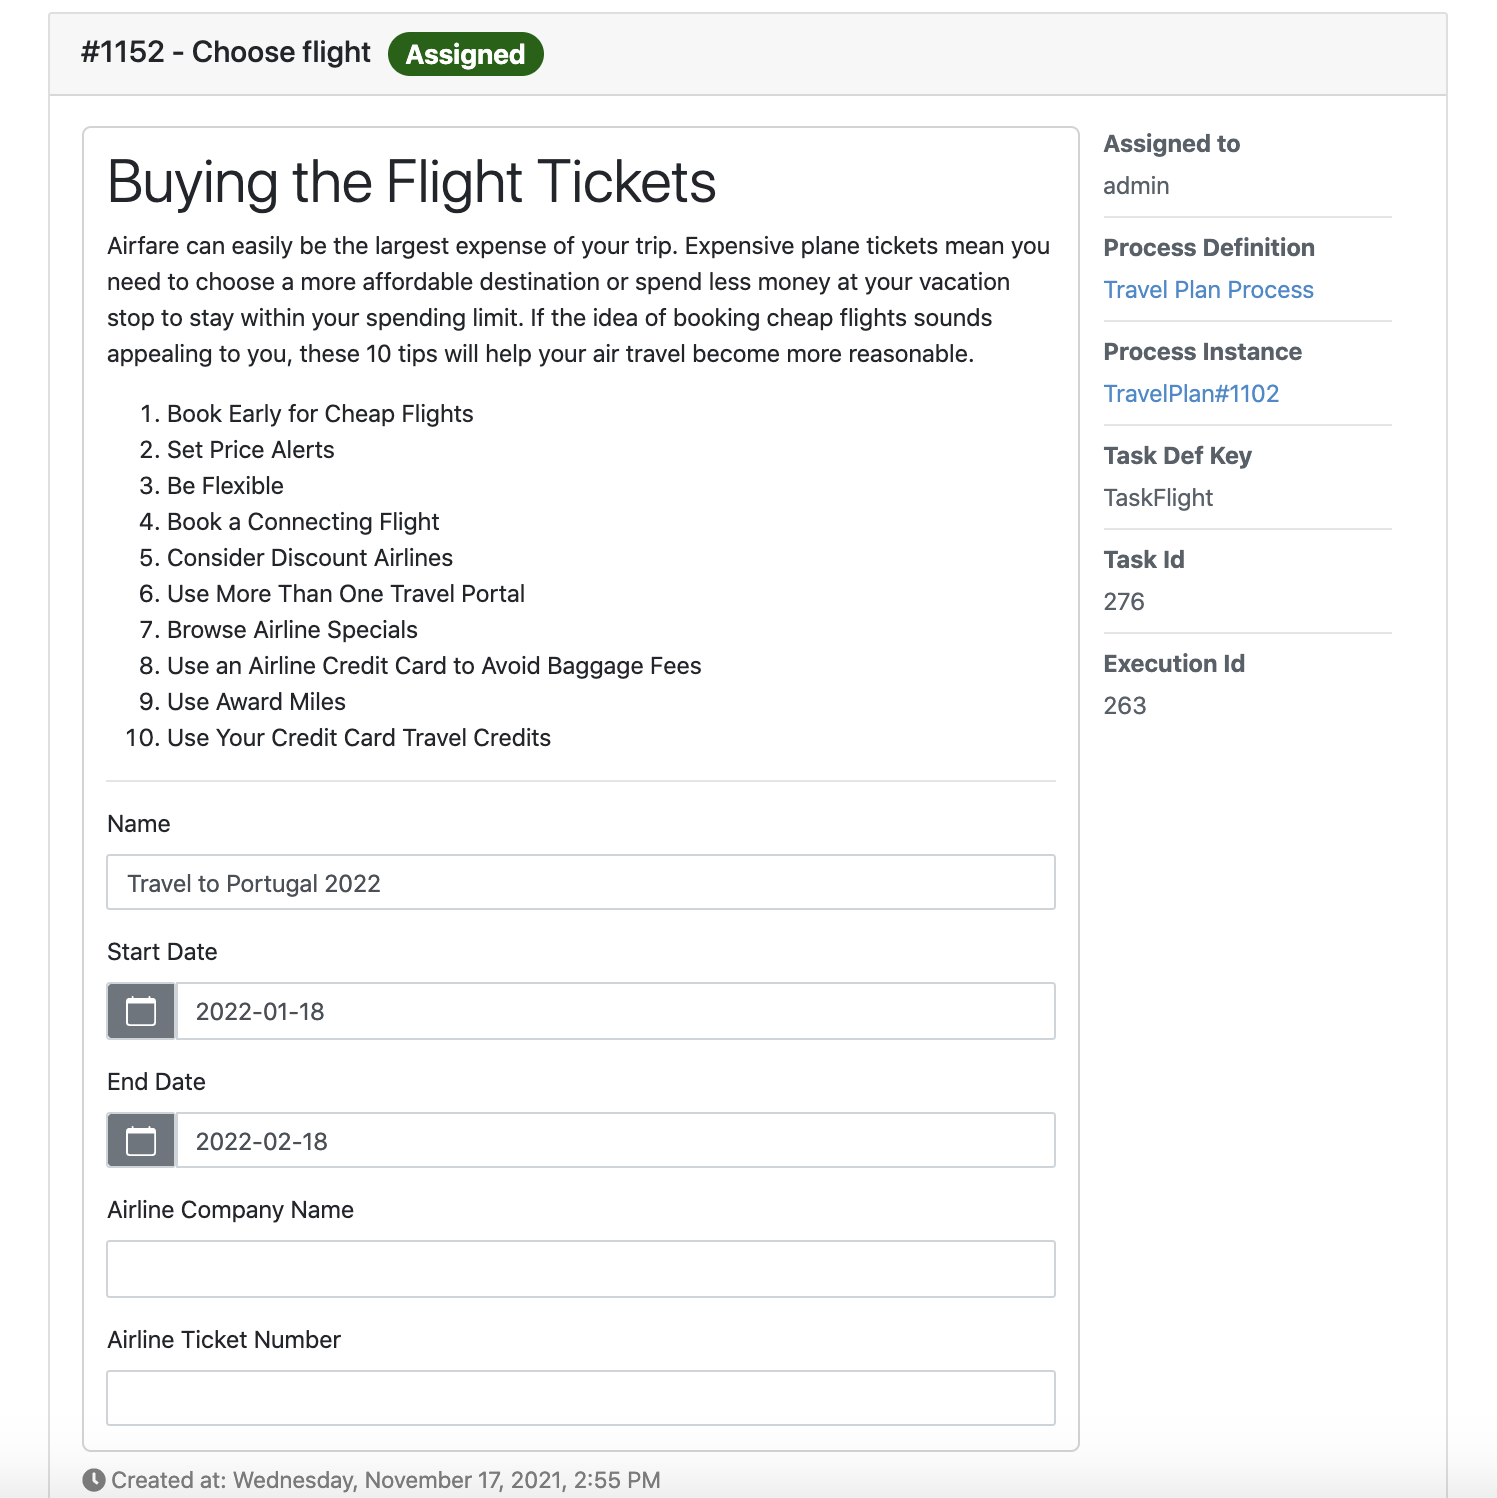 #1152 - Choose flight Assigned
Buying the Flight Tickets
Airfare can easily be the largest expense of your trip. Expensive plane tickets mean you
need to choose a more affordable destination or spend less money at your vacation
stop to stay within your spending limit. If the idea of booking cheap flights sounds
appealing to you, these 10 tips will help your air travel become more reasonable.
1. Book Early for Cheap Flights
2. Set Price Alerts
3. Be Flexible
4. Book a Connecting Flight
5. Consider Discount Airlines
6. Use More Than One Travel Portal
7. Browse Airline Specials
8. Use an Airline Credit Card to Avoid Baggage Fees
9. Use Award Miles
10. Use Your Credit Card Travel Credits
Name
Travel to Portugal 2022
Start Date
2022-01-18
End Date
2022-02-18
Airline Company Name
Airline Ticket Number
Created at: Wednesday, November 17, 2021, 2:55 PM
Assigned to
admin
Process Definition
Travel Plan Process
Process Instance
TravelPlan#1102
Task Def Key
TaskFlight
Task Id
276
Execution Id
263